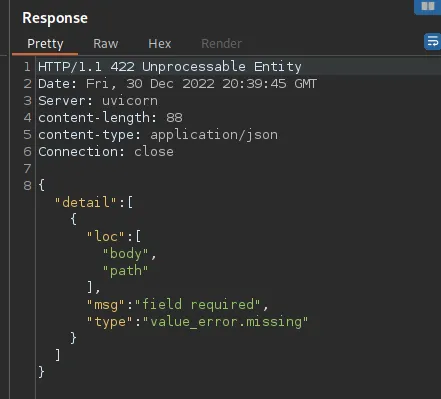 Response
Pretty Raw Hex Render
1 HTTP/1.1 422 Unprocessable Entity
2 Date: Fri, 30 Dec 2022 20:39:45 GMT
3 Server: uvicorn
4 content-length: 88
5 content-type: application/json
6 Connection: close
7
8 {
"detail":[
{
"loc":[
"body",
"path"
],
"msg":"field required",
"type":"value_error.missing"
}
]
}